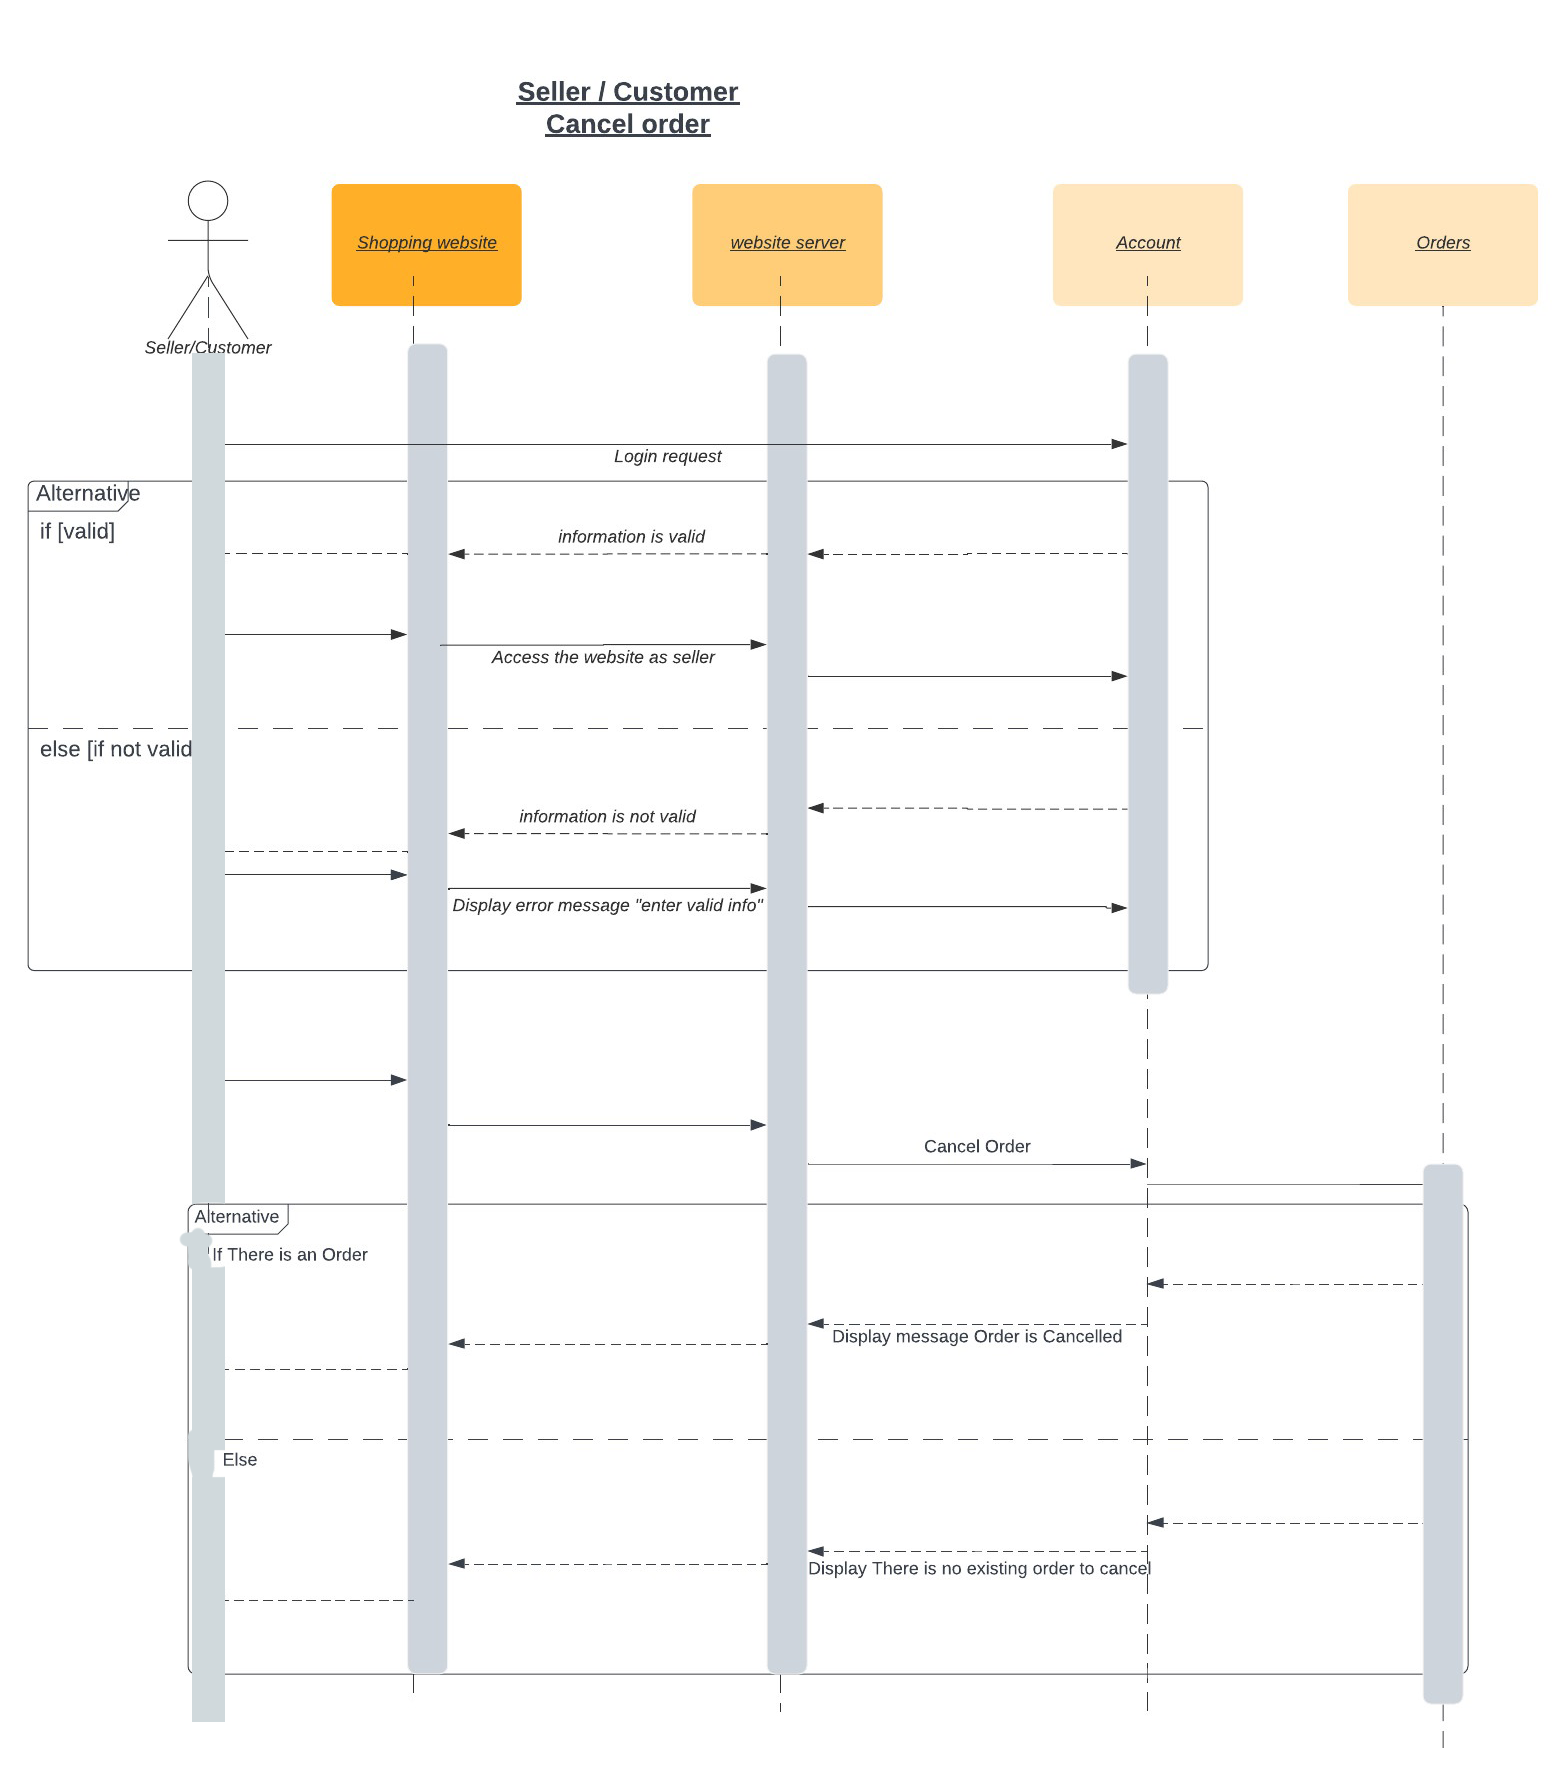 Seller / Customer
Cancel order
Shopping website
website server
Account
Orders
Seller/Customer
Login request
Alternative
if [valid]
information is valid
Access the website as seller
else [if not valid
information is not valid
Display error message "enter valid info"
Cancel Order
Alternative
If There is an Order
Display message Order is Cancelled
Else
Display There is no existing order to cancel